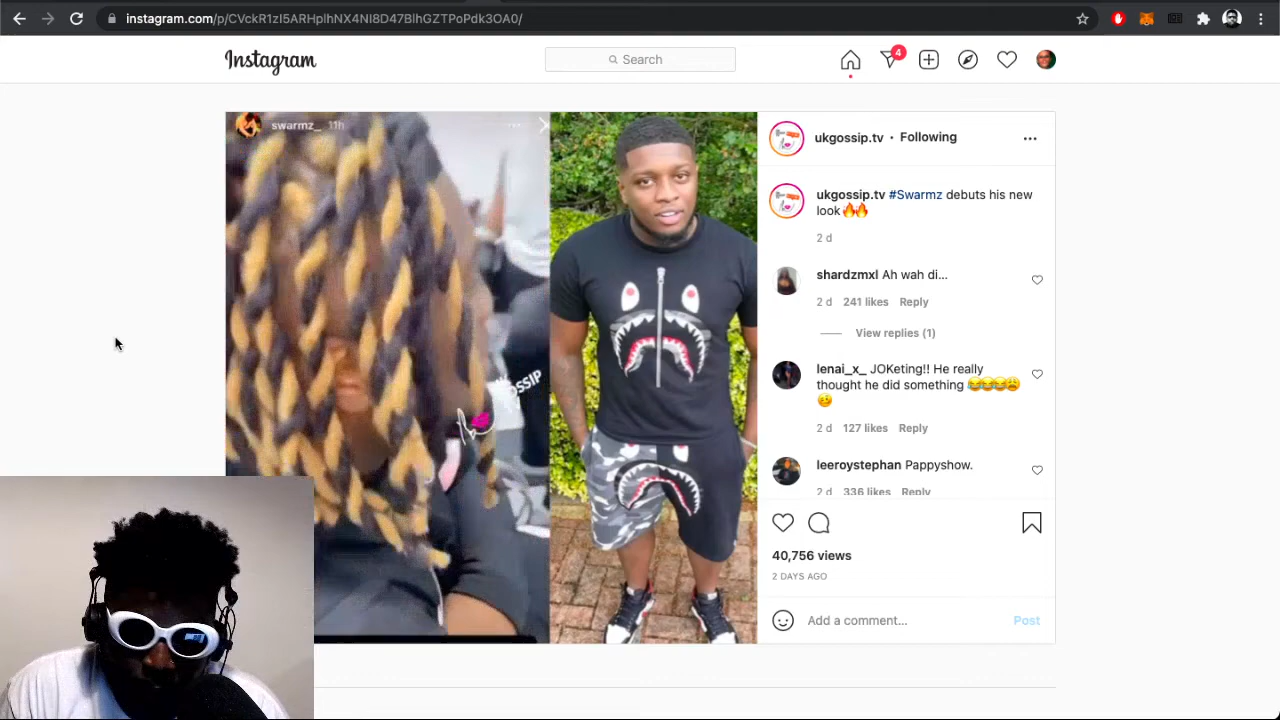 instagram.com/p/CVckR1zI5ARHplhNX4NI8D47BlhGZTPoPdk3OA0/
Instagram
Search
4
swarmz_ 11h
GOSSIP
ukgossip.tv • Following
ukgossip.tv #Swarmz debuts his new
look🔥🔥
2 d
shardzmxl Ah wah di...
2 d 241 likes Reply
View replies (1)
lenai_x_ JOKeting!! He really
thought he did something 😂😂😂😩
🥴
2 d 127 likes Reply
leeroystephan Pappyshow.
2 d 336 likes Reply
40,756 views
2 DAYS AGO
Add a comment...
Post